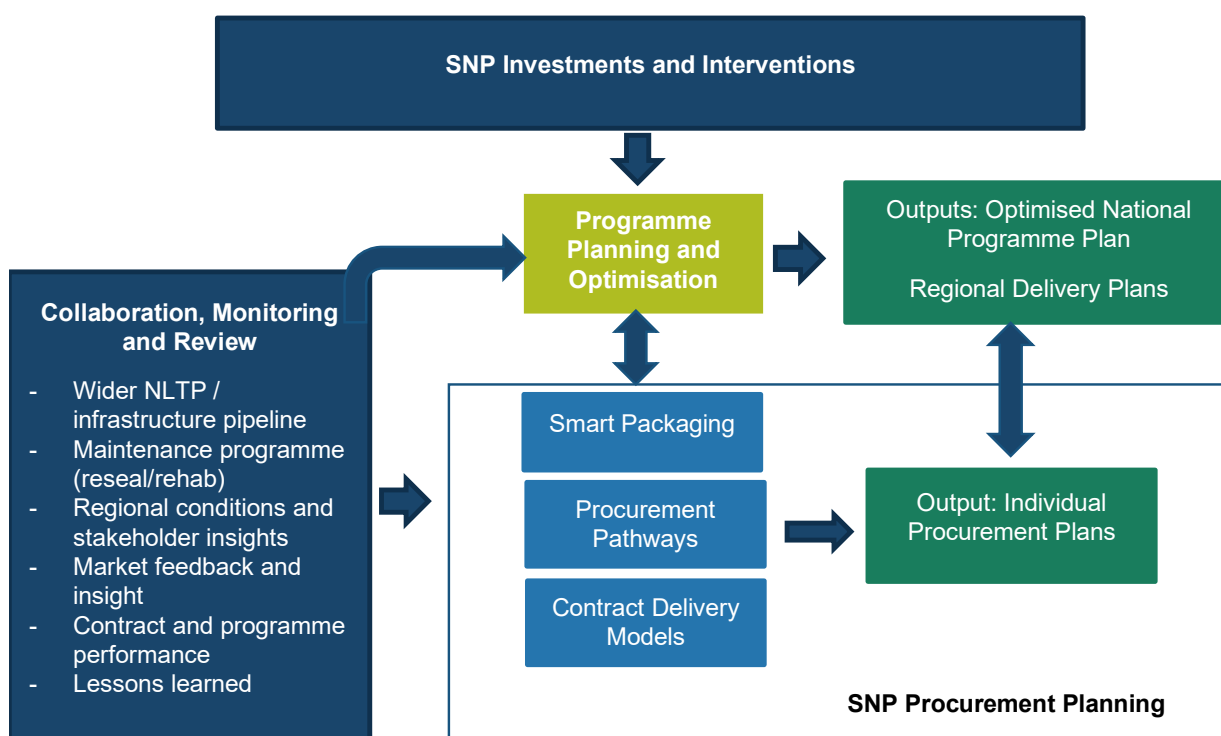 SNP Investments and Interventions
Programme
Planning and
Optimisation
Outputs: Optimised National
Programme Plan
Regional Delivery Plans
Collaboration, Monitoring
and Review
- Wider NLTP /
infrastructure pipeline
- Maintenance programme
(reseal/rehab)
- Regional conditions and
stakeholder insights
- Market feedback and
insight
- Contract and programme
performance
- Lessons learned
Smart Packaging
Procurement
Pathways
Contract Delivery
Models
Output: Individual
Procurement Plans
SNP Procurement Planning